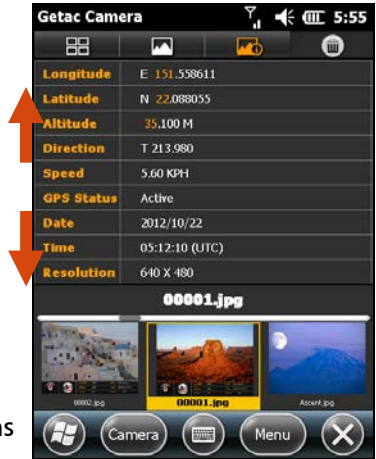 Getac Camera 5:55
Longitude E 151.558611
Latitude N 22.088055
Altitude 35.100 M
Direction T 213.980
Speed 5.60 KPH
GPS Status Active
Date 2012/10/22
Time 05:12:10 (UTC)
Resolution 640 X 480
00001.jpg
00002.jpg 00001.jpg Ascent.jpg
ns
Camera Menu